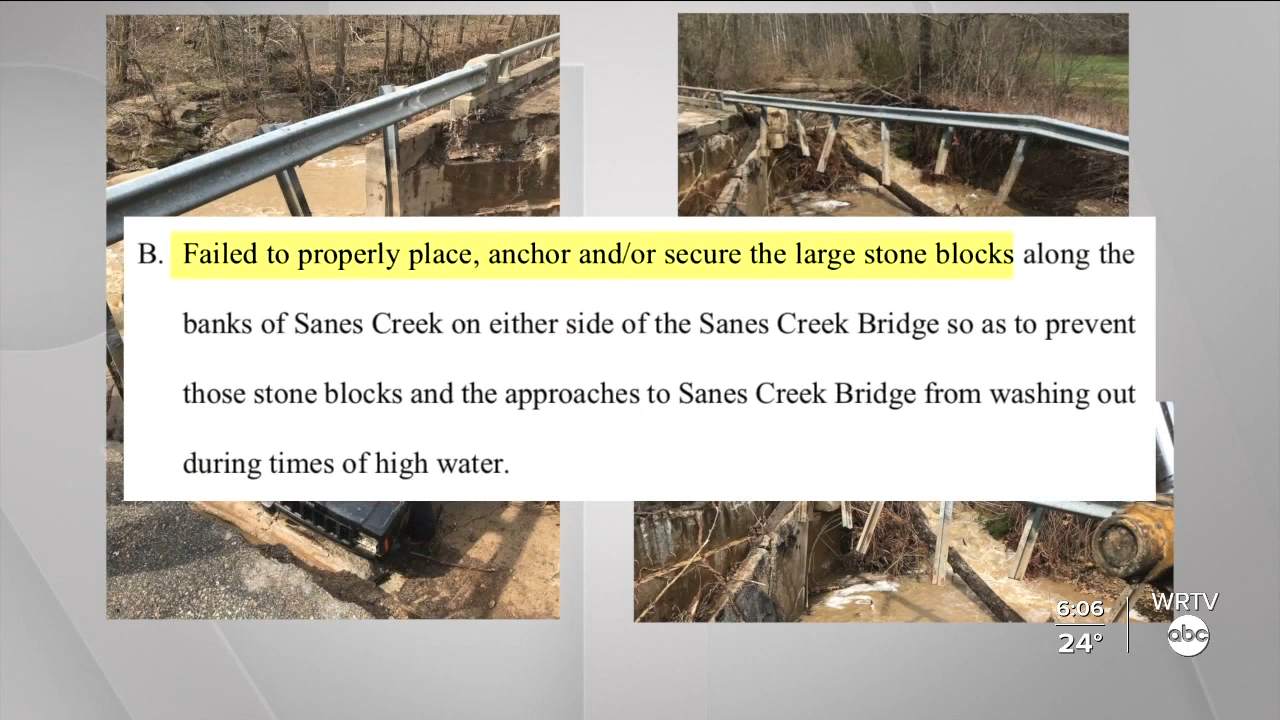 B. Failed to properly place, anchor and/or secure the large stone blocks along the
banks of Sanes Creek on either side of the Sanes Creek Bridge so as to prevent
those stone blocks and the approaches to Sanes Creek Bridge from washing out
during times of high water.
6:06
24°
WRTV
abc